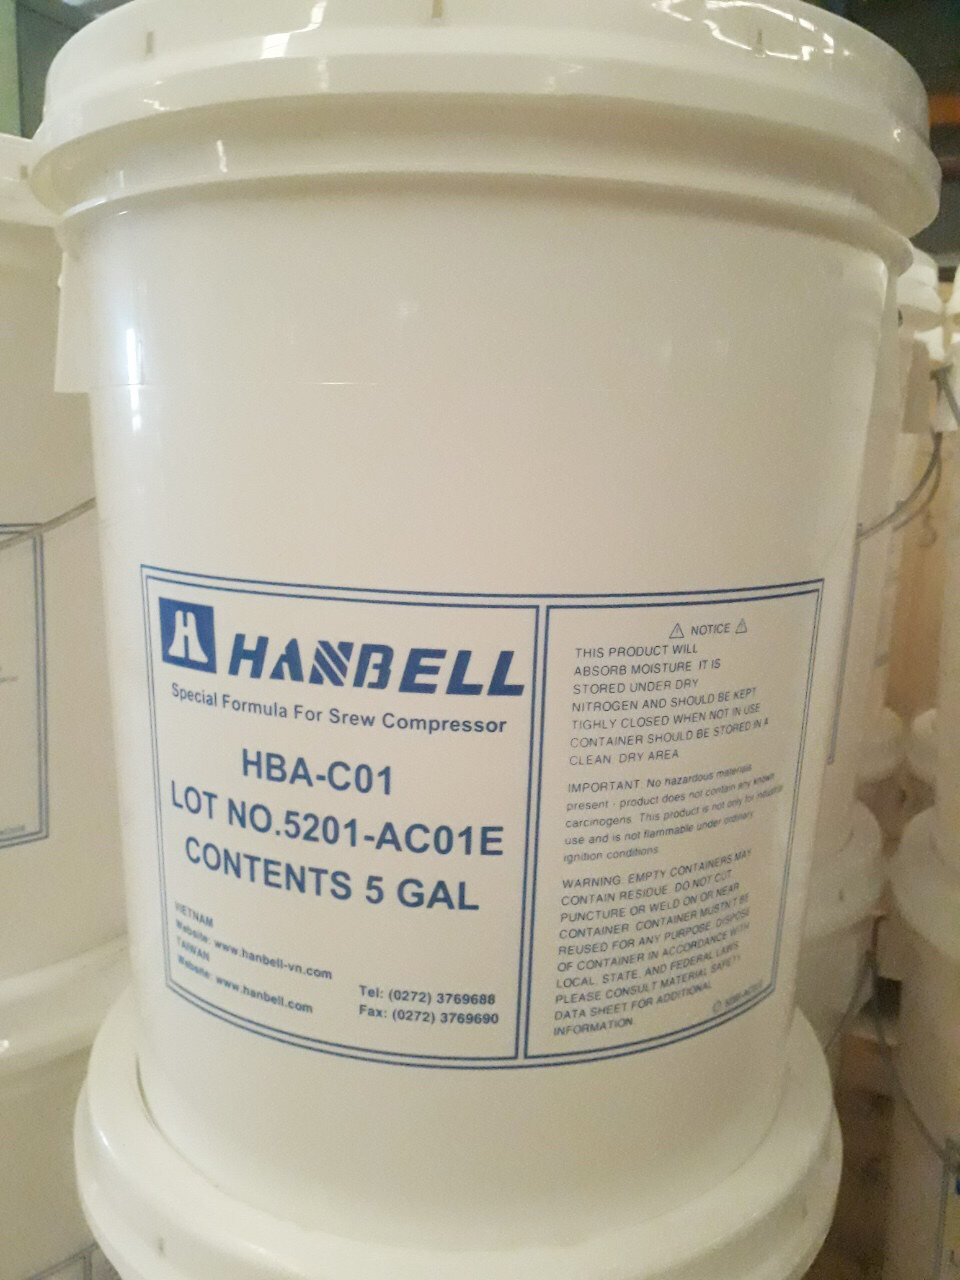 HANBELL
Special Formula For Srew Compressor
HBA-C01
LOT NO.5201-AC01E
CONTENTS 5 GAL
VIETNAM
Website: www.hanbell-vn.com
TAIWAN
Website: www.hanbell.com
Tel: (0272) 3769688
Fax: (0272) 3769690
⚠ NOTICE ⚠
THIS PRODUCT WILL
ABSORB MOISTURE IT IS
STORED UNDER DRY
NITROGEN AND SHOULD BE KEPT
TIGHLY CLOSED WHEN NOT IN USE
CONTAINER SHOULD BE STORED IN A
CLEAN, DRY AREA
IMPORTANT: No hazardous materials
present - product does not contain any known
carcinogens. This product is not only for industrial
use and is not flammable under ordinary
ignition conditions
WARNING: EMPTY CONTAINERS MAY
CONTAIN RESIDUE. DO NOT CUT,
PUNCTURE OR WELD ON OR NEAR
CONTAINER. CONTAINER MUSTN'T BE
REUSED FOR ANY PURPOSE. DISPOSE
OF CONTAINER IN ACCORDANCE WITH
LOCAL, STATE, AND FEDERAL LAWS
PLEASE CONSULT MATERIAL SAFETY
DATA SHEET FOR ADDITIONAL
INFORMATION.